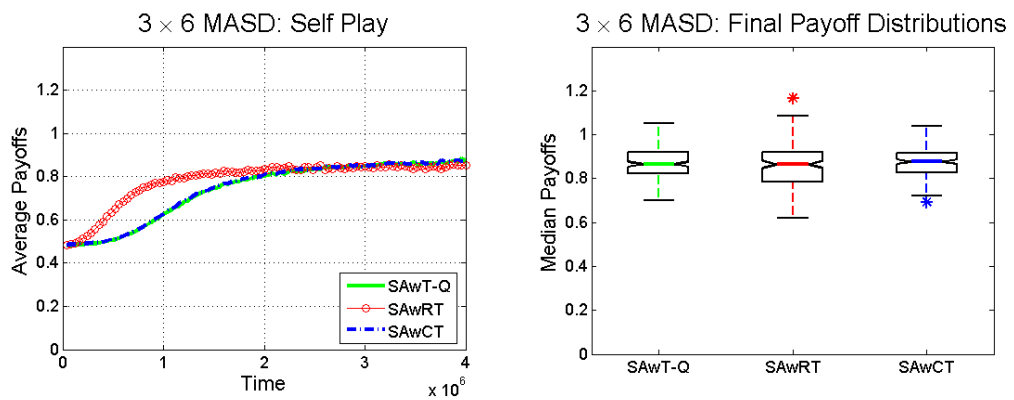 3 × 6 MASD: Self Play
Average Payoffs
1.2
1
0.8
0.6
0.4
0.2
0
0 1 2 3 4
Time
x 10^6
SAwT-Q
SAwRT
SAwCT
3 × 6 MASD: Final Payoff Distributions
Median Payoffs
1.2
1
0.8
0.6
0.4
0.2
0
SAwT-Q SAwRT SAwCT